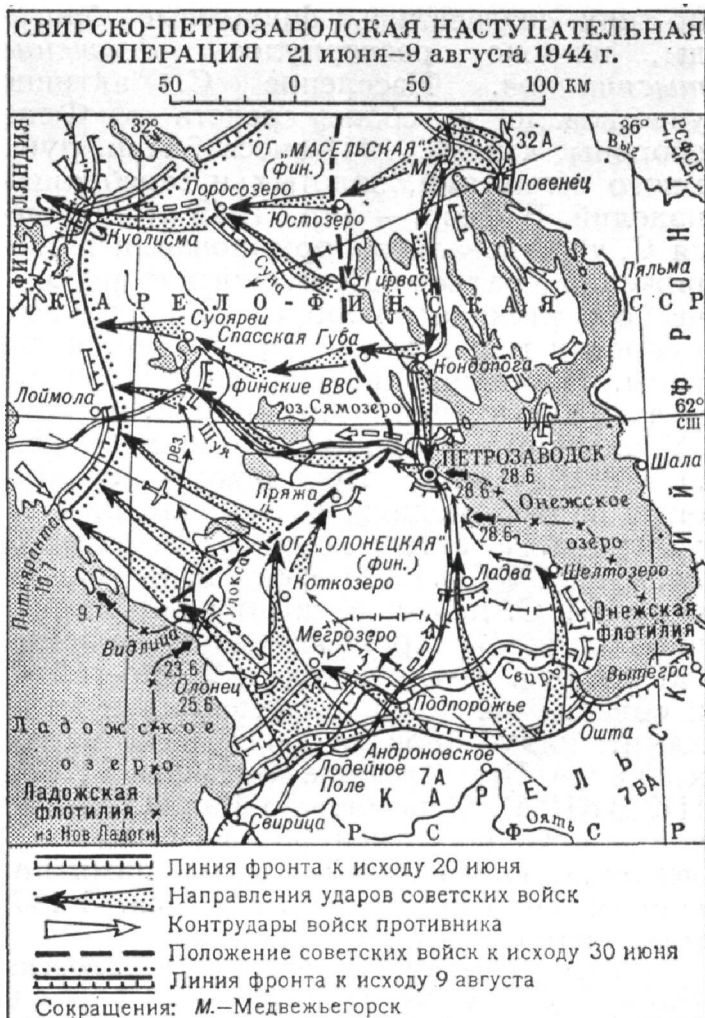 СВИРСКО-ПЕТРОЗАВОДСКАЯ НАСТУПАТЕЛЬНАЯ
ОПЕРАЦИЯ 21 июня–9 августа 1944 г.
50 0 50 100 км
32°
36°
ФИНЛЯНДИЯ
ОГ „МАСЕЛЬСКАЯ“
(фин.)
32А
Выг
РСФСР
М.
Повенец
Поросозеро
Юстозеро
Куолисма
Суна
Гирвас
Пяльма
КАРЕЛО-ФИНСКАЯ ССР
Суоярви
Спасская Губа
Кондопога
финские ВВС
Лоймола
оз.Сямозеро
62°
сш
Шуя
рез.
ПЕТРОЗАВОДСК
28.6
28.6
Шала
Пряжа
Онежское
озеро
28.6
ОГ „ОЛОНЕЦКАЯ“
(фин.)
Питкяранта
10.7
Удокса
Коткозеро
Ладва
Шелтозеро
9.7
Видлица
Мегрозеро
Онежская
флотилия
23.6
Олонец
25.6
Свирь
Вытегра
Подпорожье
Ошта
Ладожское
озеро
Андроновское
Лодейное
Поле
7А
КАРЕЛЬСКИЙ ФРОНТ
7ВА
Ладожская
флотилия
из Нов Ладоги
Свирица
Оять
РСФСР
Линия фронта к исходу 20 июня
Направления ударов советских войск
Контрудары войск противника
Положение советских войск к исходу 30 июня
Линия фронта к исходу 9 августа
Сокращения: М.–Медвежьегорск